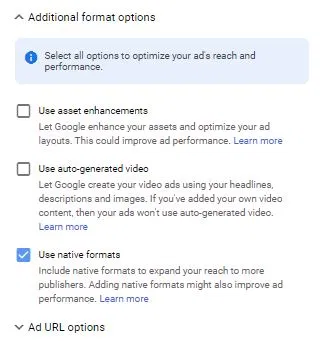 Additional format options
Select all options to optimize your ad's reach and
performance.
Use asset enhancements
Let Google enhance your assets and optimize your ad
layouts. This could improve ad performance. Learn more
Use auto-generated video
Let Google create your video ads using your headlines,
descriptions and images. If you've added your own video
content, then your ads won't use auto-generated video.
Learn more
Use native formats
Include native formats to expand your reach to more
publishers. Adding native formats might also improve ad
performance. Learn more
Ad URL options